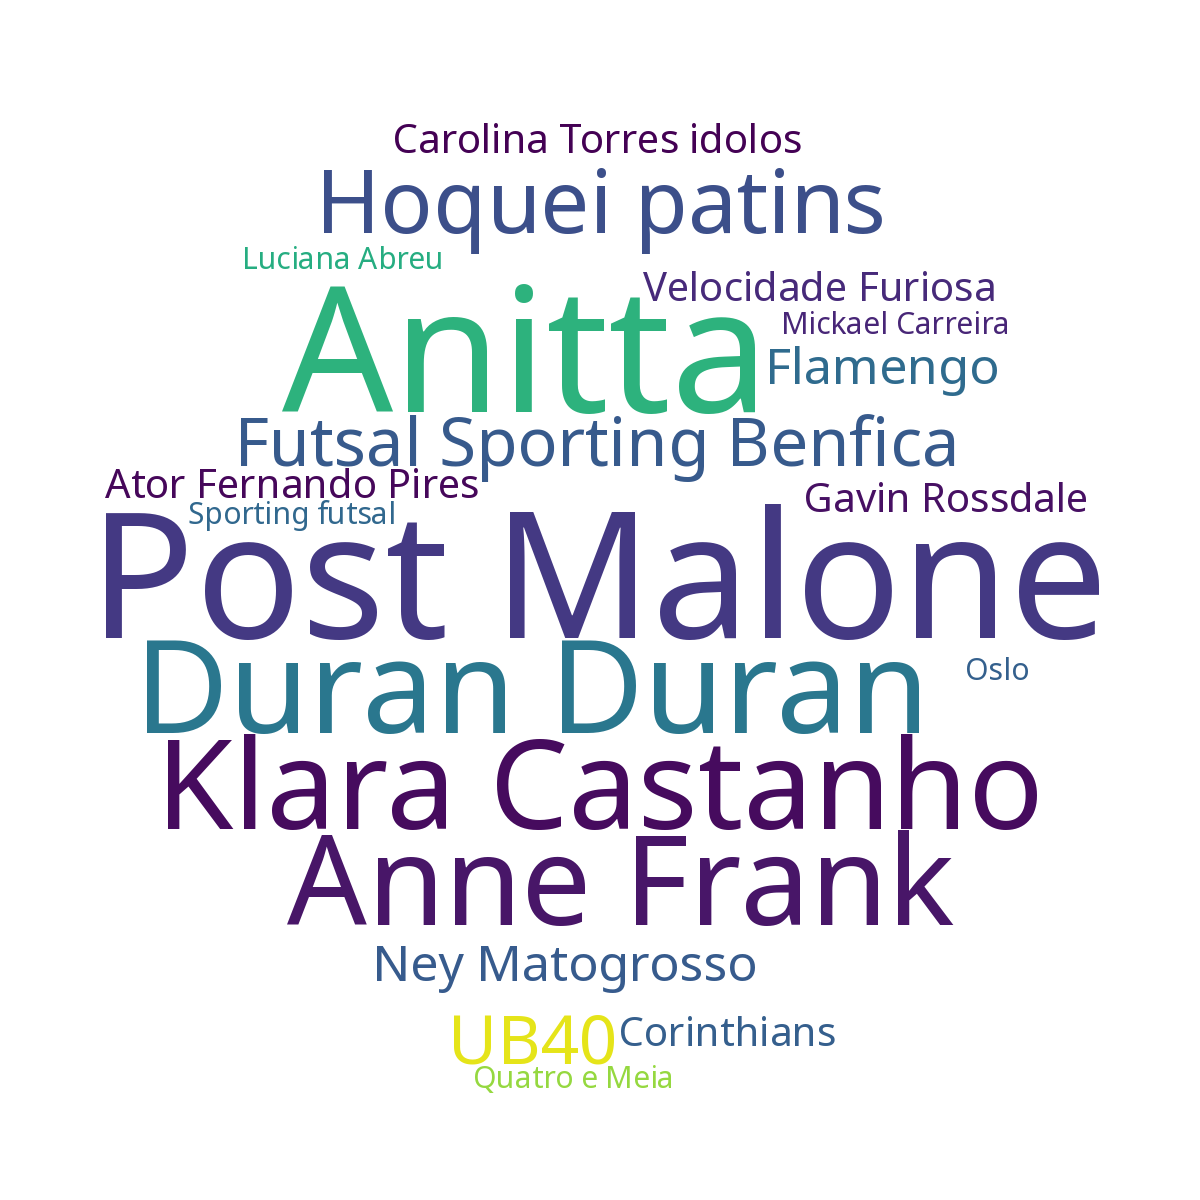 Carolina Torres idolos
Hoquei patins
Luciana Abreu
Velocidade Furiosa
Anitta
Mickael Carreira
Flamengo
Futsal Sporting Benfica
Ator Fernando Pires
Gavin Rossdale
Sporting futsal
Post Malone
Duran Duran
Oslo
Klara Castanho
Anne Frank
Ney Matogrosso
UB40
Corinthians
Quatro e Meia